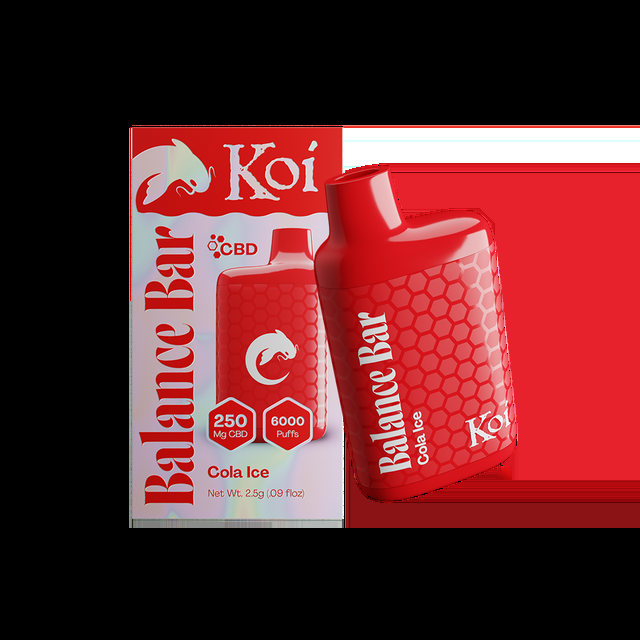 Koi
CBD
Balance Bar
250
Mg CBD
6000
Puffs
Cola Ice
Net Wt. 2.5g (.09 floz)
Balance Bar
Cola Ice
Koi